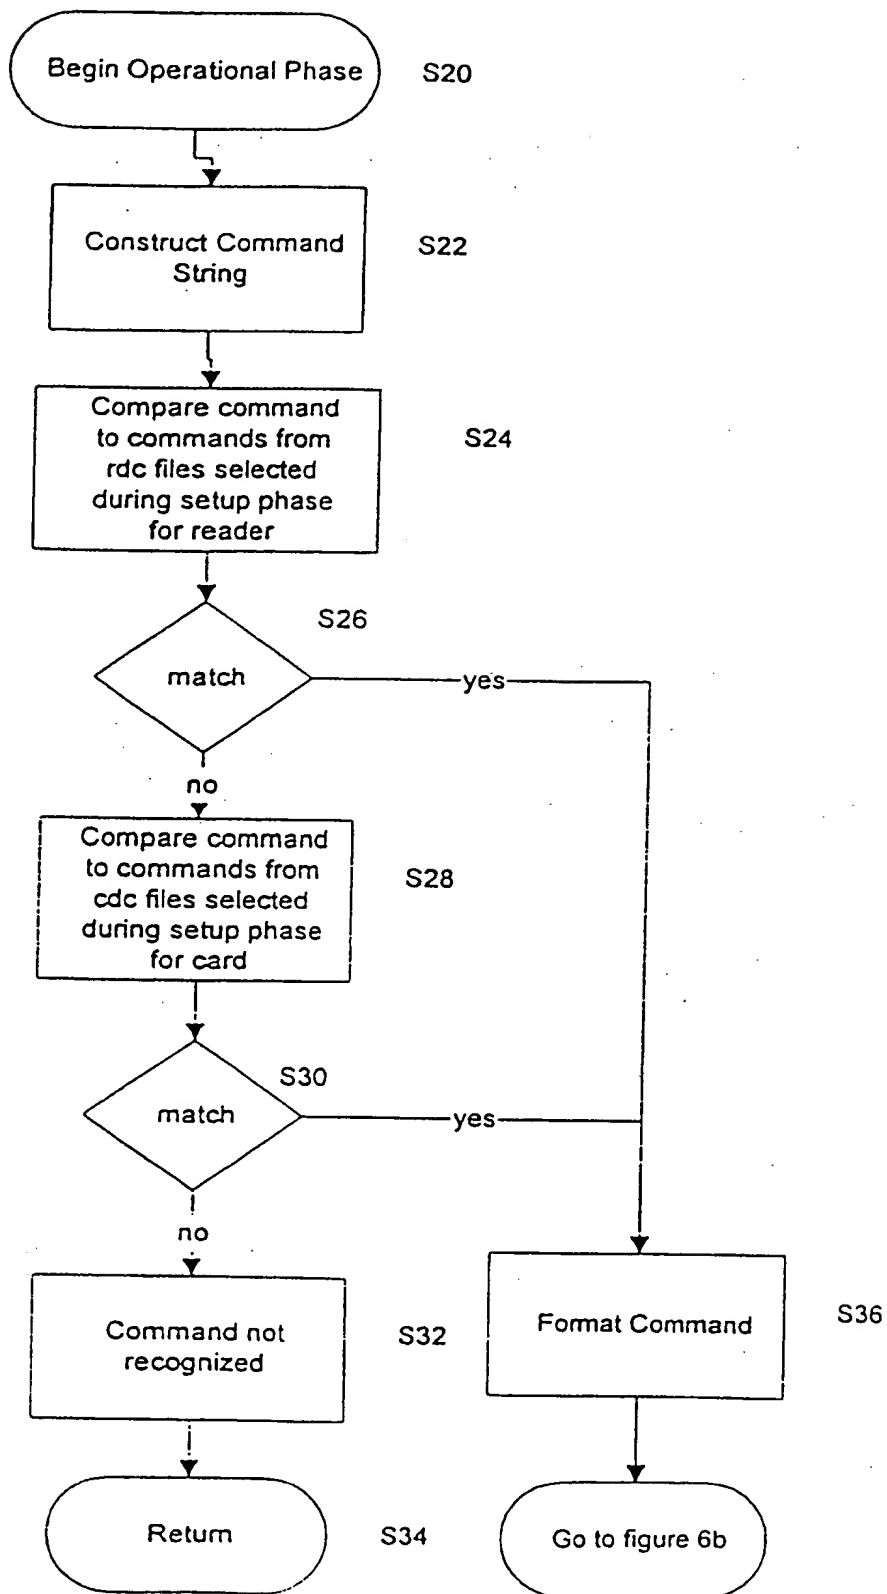 Begin Operational Phase
S20
Construct Command
String
S22
Compare command
to commands from
rdc files selected
during setup phase
for reader
S24
S26
match
yes
no
Compare command
to commands from
cdc files selected
during setup phase
for card
S28
S30
match
yes
no
Command not
recognized
S32
Format Command
S36
Return
S34
Go to figure 6b